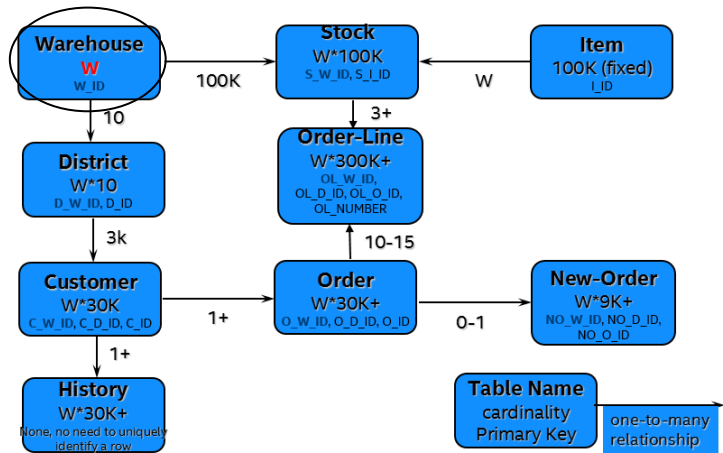 Warehouse
W
W_ID
100K
Stock
W*100K
S_W_ID, S_I_ID
W
Item
100K (fixed)
I_ID
10
3+
District
W*10
D_W_ID, D_ID
Order-Line
W*300K+
OL_W_ID,
OL_D_ID, OL_O_ID,
OL_NUMBER
3k
10-15
Customer
W*30K
C_W_ID, C_D_ID, C_ID
1+
Order
W*30K+
O_W_ID, O_D_ID, O_ID
0-1
New-Order
W*9K+
NO_W_ID, NO_D_ID,
NO_O_ID
1+
History
W*30K+
None, no need to uniquely
identify a row
Table Name
cardinality
Primary Key
one-to-many
relationship